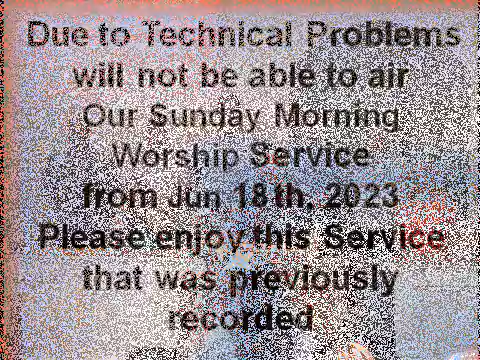 Due to Technical Problems
will not be able to air
Our Sunday Morning
Worship Service
from Jun 18th, 2023
Please enjoy this Service
that was previously
recorded